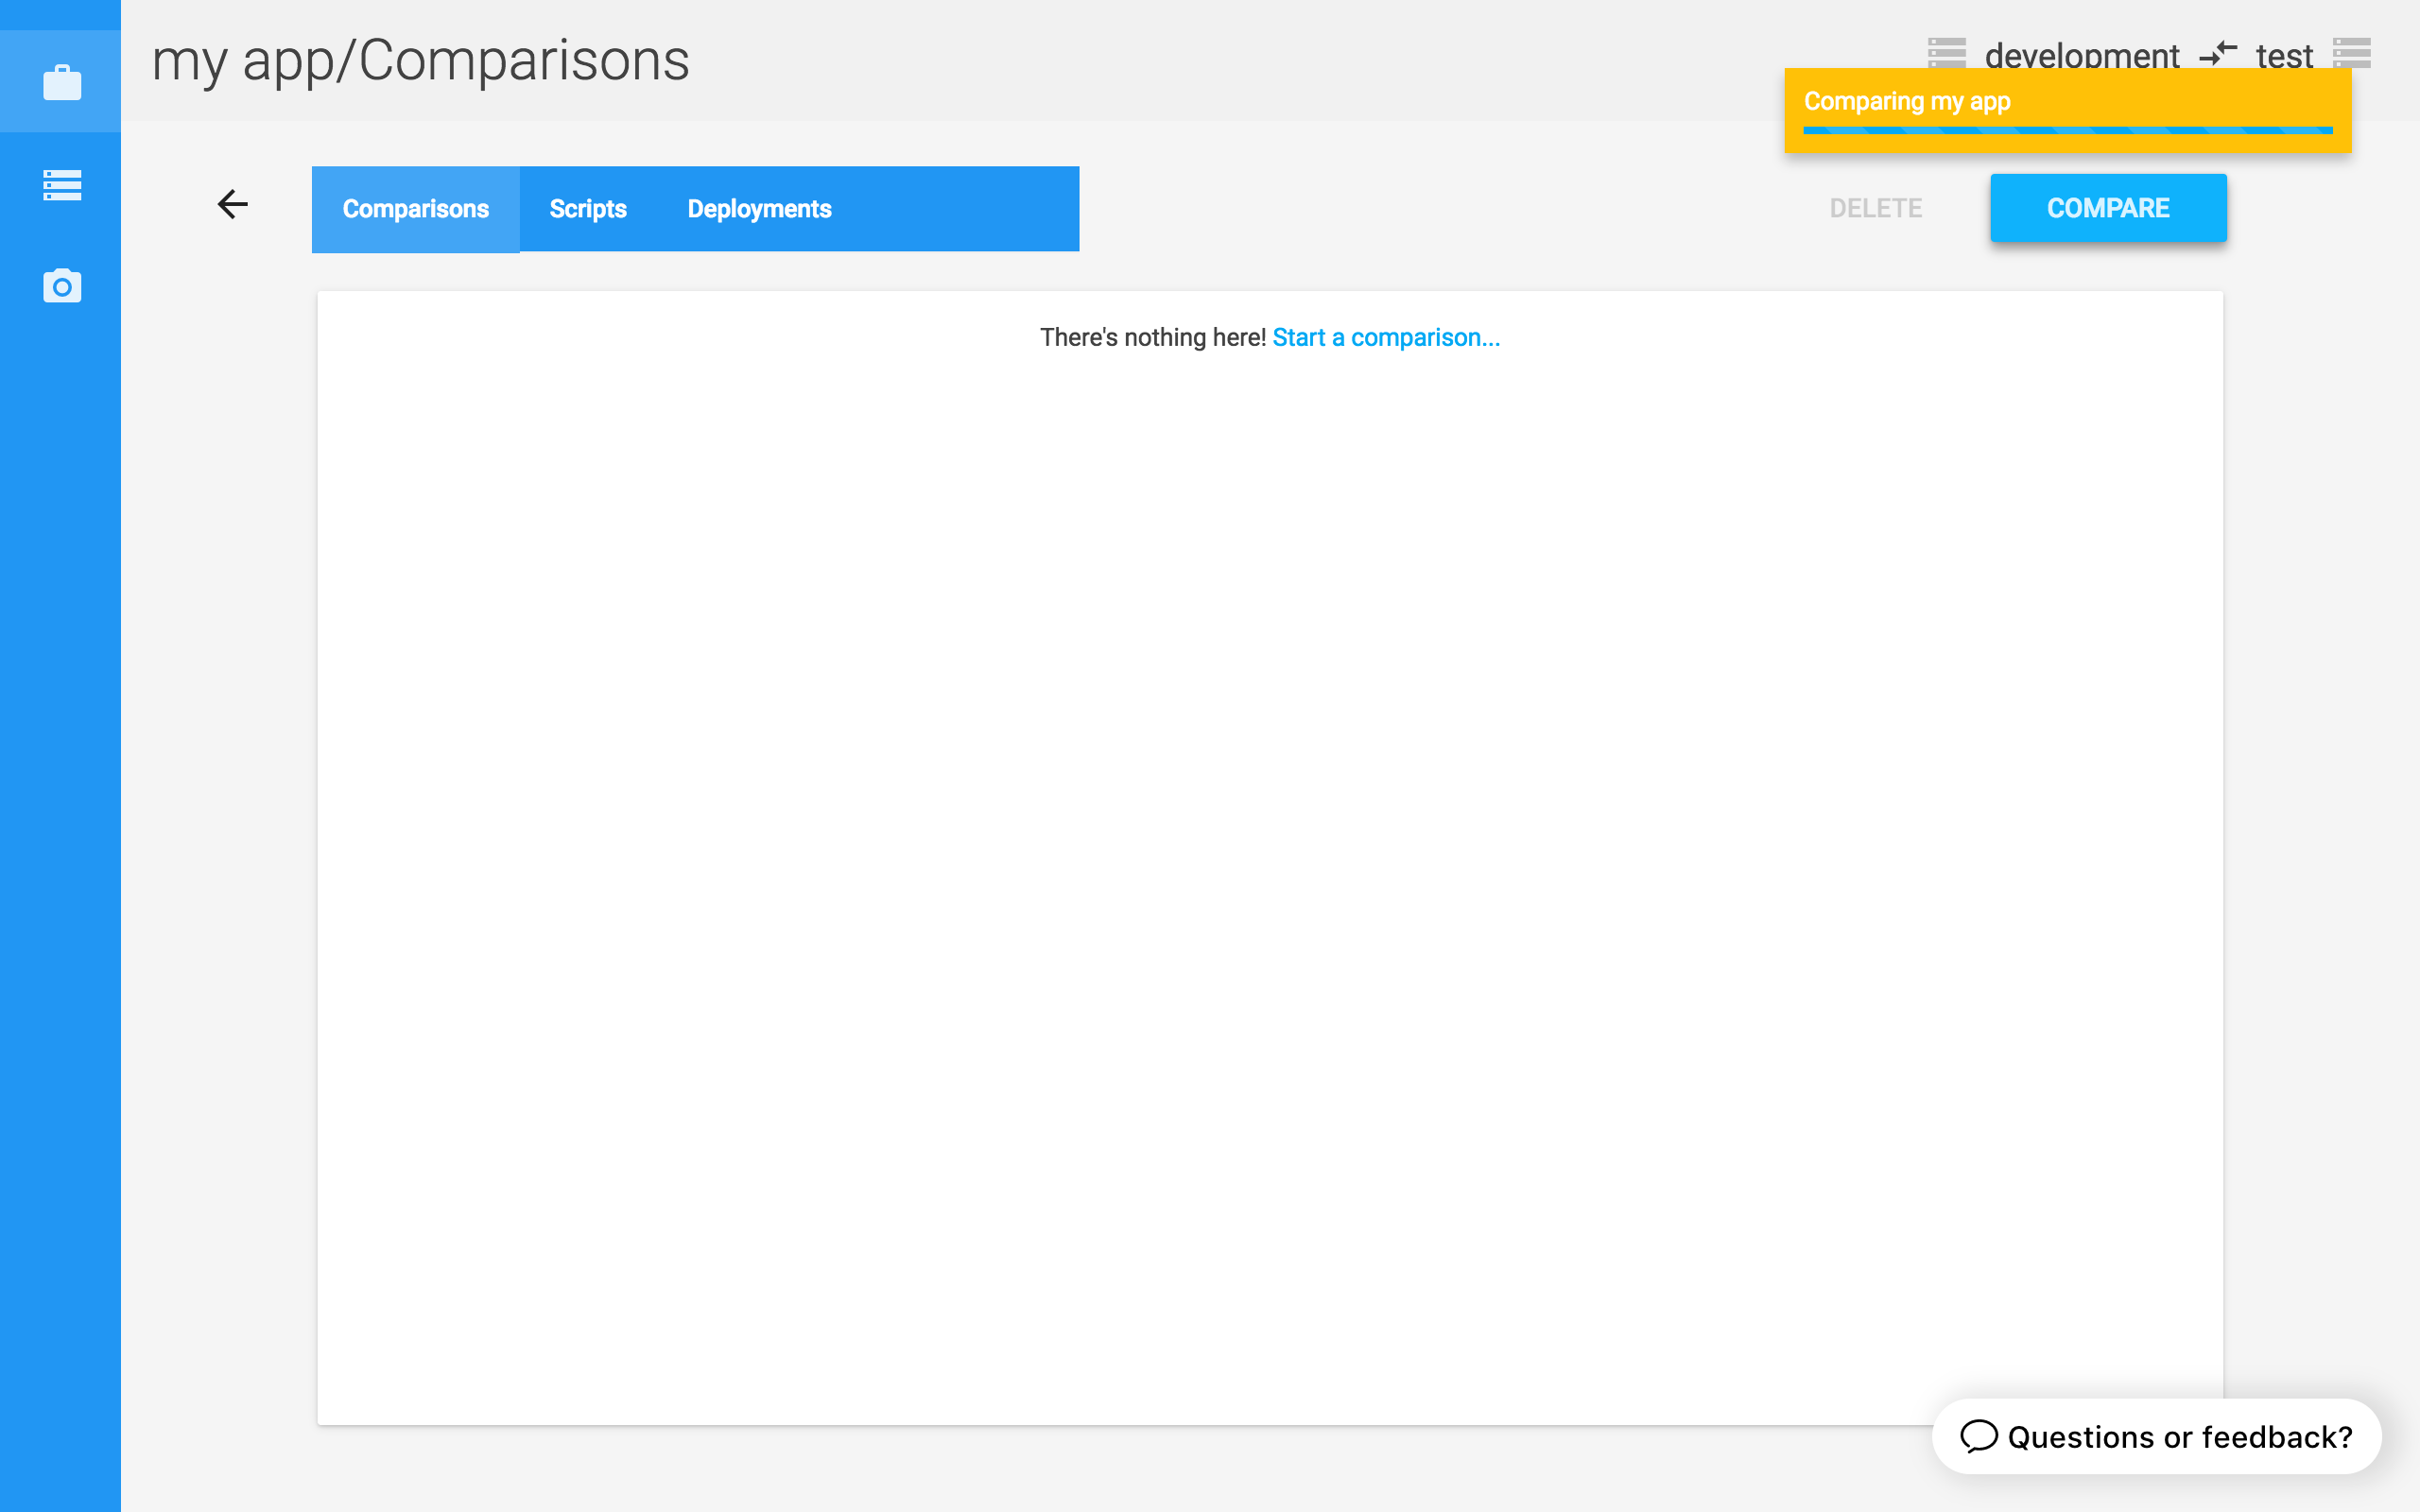 my app/Comparisons
development test
Comparing my app
Comparisons Scripts Deployments
DELETE COMPARE
There's nothing here! Start a comparison...
Questions or feedback?